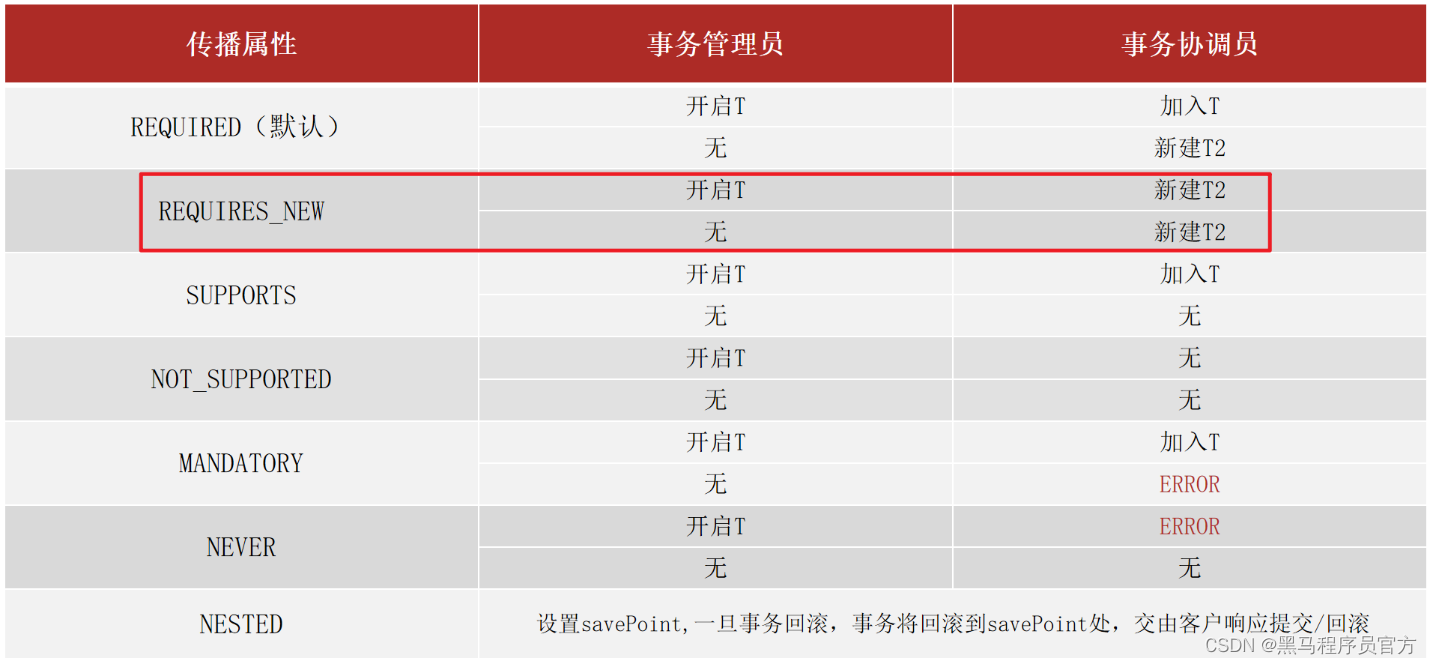 传播属性 事务管理员 事务协调员
开启T 加入T
REQUIRED（默认）
无 新建T2
开启T 新建T2
REQUIRES_NEW
无 新建T2
开启T 加入T
SUPPORTS
无 无
开启T 无
NOT_SUPPORTED
无 无
开启T 加入T
MANDATORY
无 ERROR
开启T ERROR
NEVER
无 无
NESTED 设置savePoint,一旦事务回滚，事务将回滚到savePoint处，交由客户响应提交/回滚
CSDN @黑马程序员官方